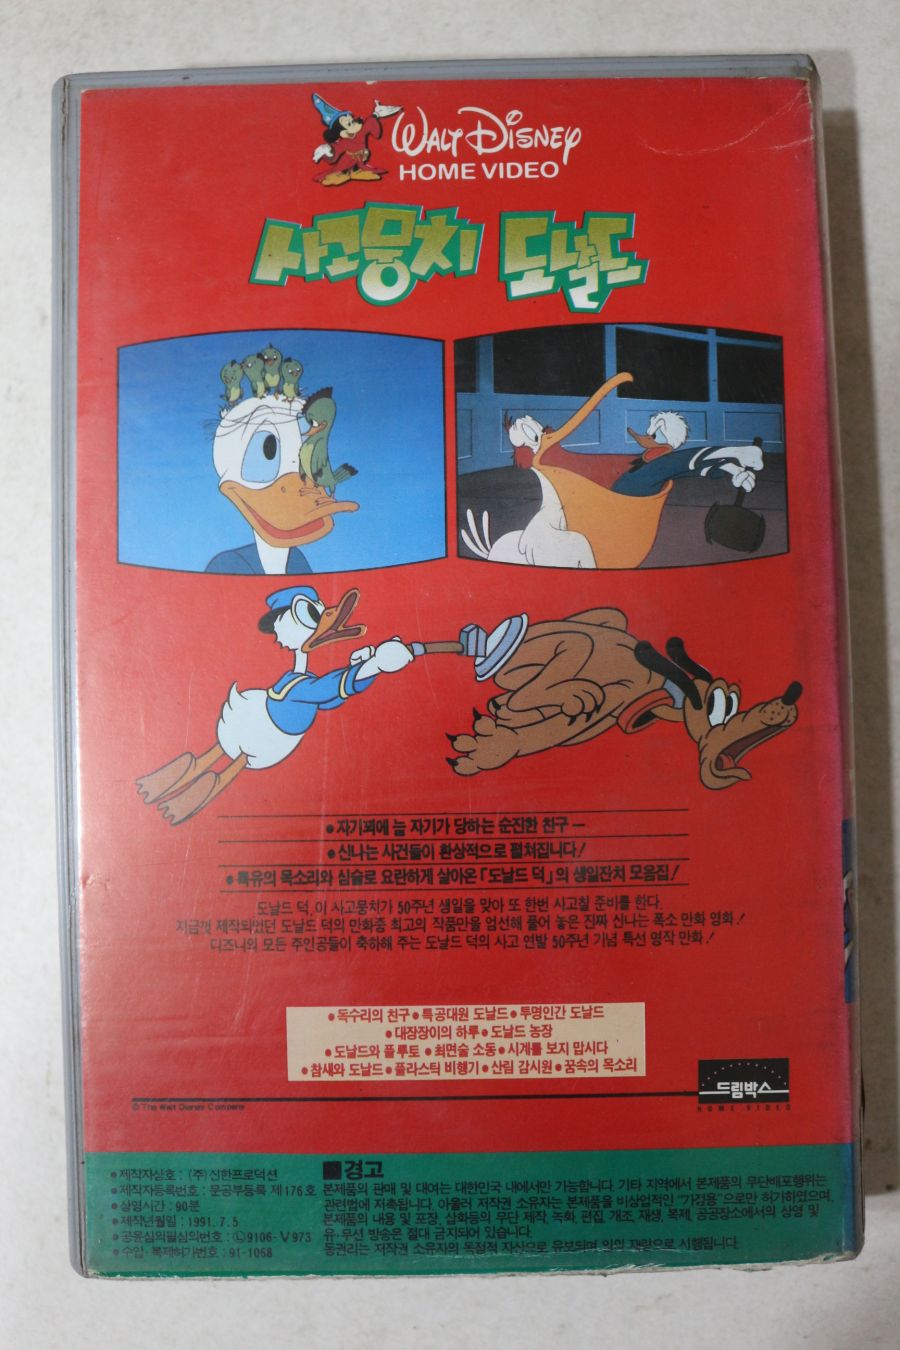 WALT DISNEY
HOME VIDEO
사고뭉치 도날드
● 자기꾀에 늘 자기가 당하는 순진한 친구 —
● 신나는 사건들이 환상적으로 펼쳐집니다!
● 특유의 목소리와 심술로 요란하게 살아온 「도날드 덕」의 생일잔치 모음집!
도날드 덕, 이 사고뭉치가 50주년 생일을 맞아 또 한번 사고칠 준비를 한다.
지금껏 제작되었던 도날드 덕의 만화중 최고의 작품만을 엄선해 풀어 놓은 진짜 신나는 폭소 만화 영화!
디즈니의 모든 주인공들이 축하해 주는 도날드 덕의 사고 연발 50주년 기념 특선 명작 만화!
● 독수리의 친구 ● 특공대원 도날드 ● 투명인간 도날드
● 대장장이의 하루 ● 도날드 농장
● 도날드와 플루토 ● 최면술 소동 ● 시계를 보지 맙시다
● 참새와 도날드 ● 플라스틱 비행기 ● 산림 감시원 ● 꿈속의 목소리
드림박스
HOME VIDEO
© The Walt Disney Company
● 제작자상호 : (주)신한프로덕션
● 제작자등록번호 : 문공부등록 제176호
● 상영시간 : 90분
● 제작년월일 : 1991. 7. 5
● 공윤심의필심의번호 : Ⓛ9106-V973
● 수입·복제허가번호 : 91-1068
■ 경고
본제품의 판매 및 대여는 대한민국 내에서만 가능합니다. 기타 지역에서 본제품의 무단배포행위는
관련법에 저촉됩니다. 아울러 저작권 소유자는 본제품을 비상업적인 "가정용"으로만 허가하였으며,
본제품의 내용 및 포장, 삽화등의 무단 제작, 녹화, 편집, 개조, 재생, 복제, 공공장소에서의 상영 및
유·무선 방송은 절대 금지되어 있습니다.
동권리는 저작권 소유자의 독점적 자산으로 유보되며 임의 재량으로 시행됩니다.